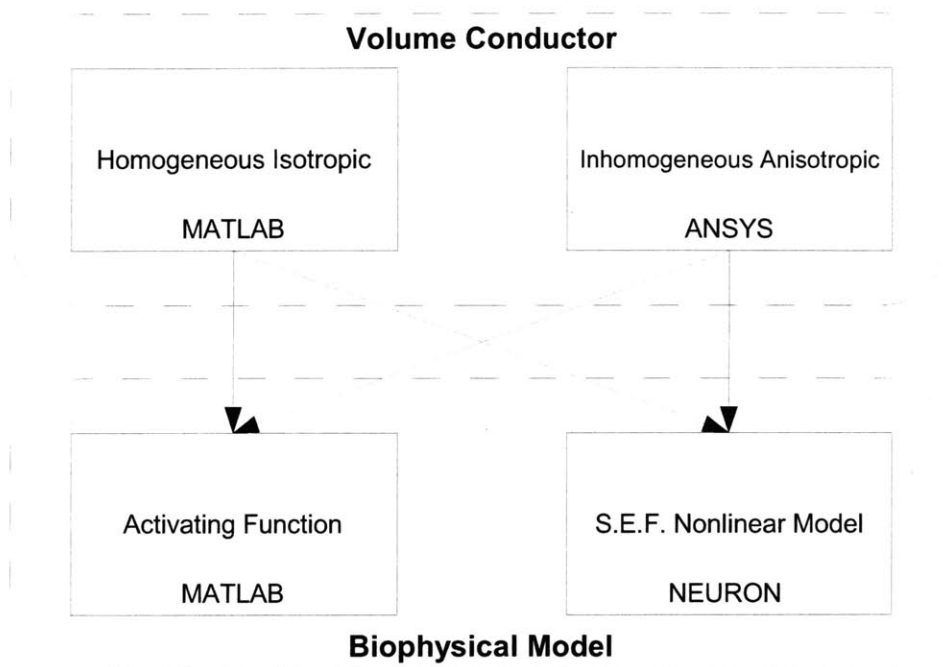 Volume Conductor
Homogeneous Isotropic
MATLAB
Inhomogeneous Anisotropic
ANSYS
Activating Function
MATLAB
S.E.F. Nonlinear Model
NEURON
Biophysical Model